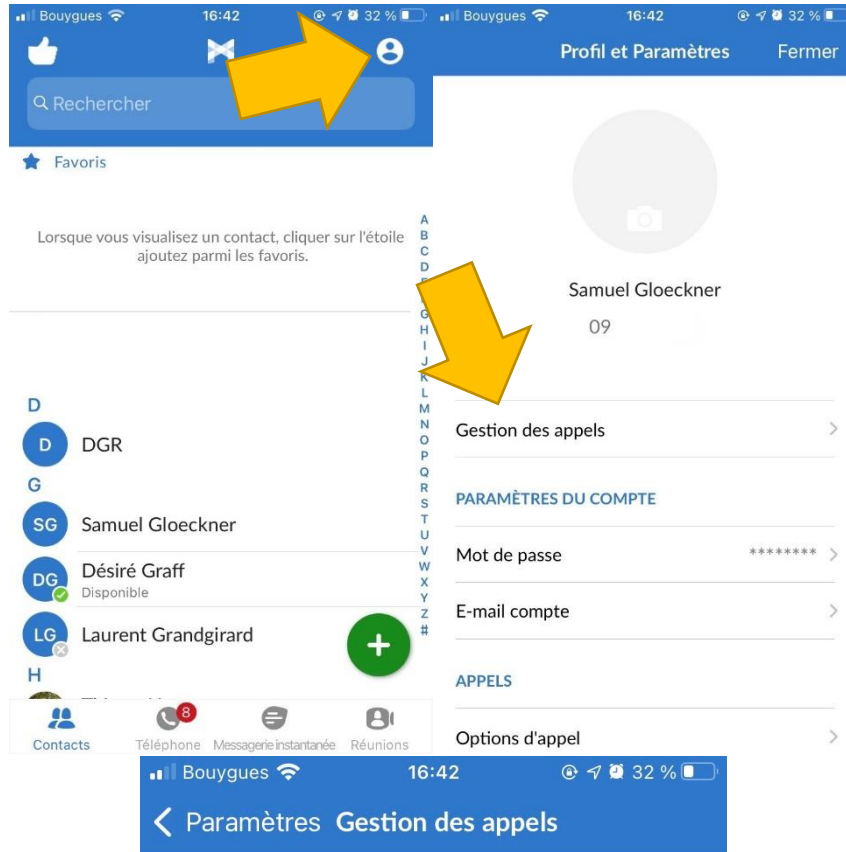 Bouygues 16:42 32 %
Rechercher
Favoris
Lorsque vous visualisez un contact, cliquer sur l'étoile
ajoutez parmi les favoris.
D
D DGR
G
SG Samuel Gloeckner
DG Désiré Graff
Disponible
LG Laurent Grandgirard
+
H
8
Contacts Téléphone Messagerie instantanée Réunions
A
B
C
D
G
H
I
J
K
L
M
N
O
P
Q
R
S
T
U
V
W
X
Y
Z
#
Bouygues 16:42 32 %
Profil et Paramètres Fermer
Samuel Gloeckner
09
Gestion des appels
PARAMÈTRES DU COMPTE
Mot de passe ********
E-mail compte
APPELS
Options d'appel
Bouygues 16:42 32 %
Paramètres Gestion des appels